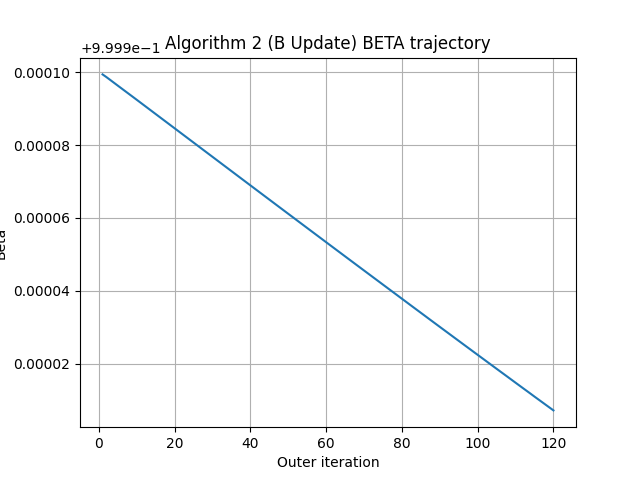 Algorithm 2 (B Update) BETA trajectory
+9.999e−1
0.00010
0.00008
0.00006
0.00004
0.00002
Beta
0 20 40 60 80 100 120
Outer iteration